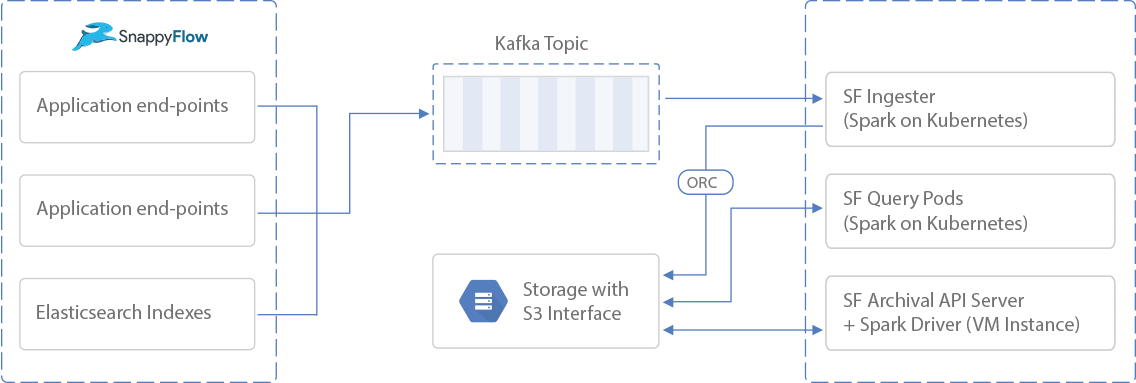 SnappyFlow
Application end-points
Application end-points
Elasticsearch Indexes
Kafka Topic
ORC
Storage with
S3 Interface
SF Ingester
(Spark on Kubernetes)
SF Query Pods
(Spark on Kubernetes)
SF Archival API Server
+ Spark Driver (VM Instance)